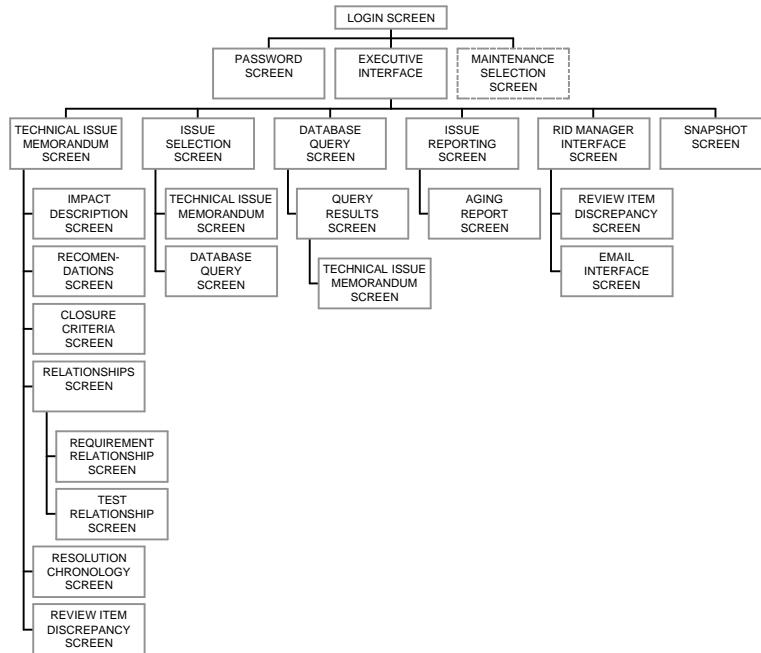 LOGIN SCREEN
PASSWORD
SCREEN
EXECUTIVE
INTERFACE
MAINTENANCE
SELECTION
SCREEN
TECHNICAL ISSUE
MEMORANDUM
SCREEN
ISSUE
SELECTION
SCREEN
DATABASE
QUERY
SCREEN
ISSUE
REPORTING
SCREEN
RID MANAGER
INTERFACE
SCREEN
SNAPSHOT
SCREEN
IMPACT
DESCRIPTION
SCREEN
RECOMEN-
DATIONS
SCREEN
CLOSURE
CRITERIA
SCREEN
RELATIONSHIPS
SCREEN
REQUIREMENT
RELATIONSHIP
SCREEN
TEST
RELATIONSHIP
SCREEN
RESOLUTION
CHRONOLOGY
SCREEN
REVIEW ITEM
DISCREPANCY
SCREEN
TECHNICAL ISSUE
MEMORANDUM
SCREEN
DATABASE
QUERY
SCREEN
QUERY
RESULTS
SCREEN
TECHNICAL ISSUE
MEMORANDUM
SCREEN
AGING
REPORT
SCREEN
REVIEW ITEM
DISCREPANCY
SCREEN
EMAIL
INTERFACE
SCREEN